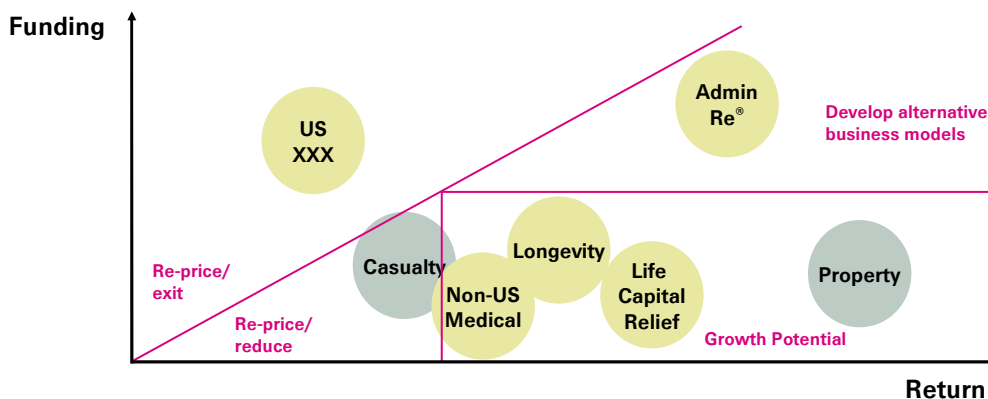 Funding
US
XXX
Admin
Re®
Develop alternative
business models
Casualty
Longevity
Non-US
Medical
Life
Capital
Relief
Property
Re-price/
exit
Re-price/
reduce
Growth Potential
Return